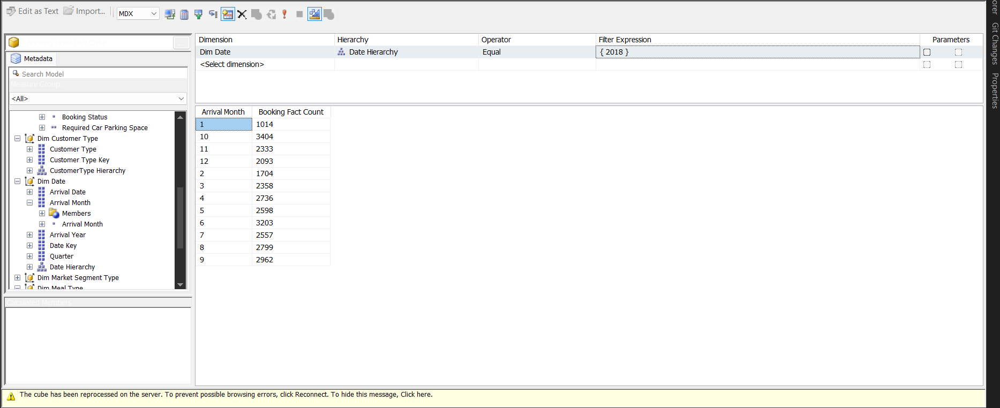 Edit as Text Import... MDX
Metadata
Search Model
Measure Group:
<All>
Booking Status
Required Car Parking Space
Dim Customer Type
Customer Type
Customer Type Key
CustomerType Hierarchy
Dim Date
Arrival Date
Arrival Month
Members
Arrival Month
Arrival Year
Date Key
Quarter
Date Hierarchy
Dim Market Segment Type
Dim Meal Type
Calculated Members
Dimension Hierarchy Operator Filter Expression Parameters
Dim Date Date Hierarchy Equal { 2018 }
<Select dimension>
Arrival Month Booking Fact Count
1 1014
10 3404
11 2333
12 2093
2 1704
3 2358
4 2736
5 2598
6 3203
7 2557
8 2799
9 2962
The cube has been reprocessed on the server. To prevent possible browsing errors, click Reconnect. To hide this message, Click here.
orer
Git Changes
Properties